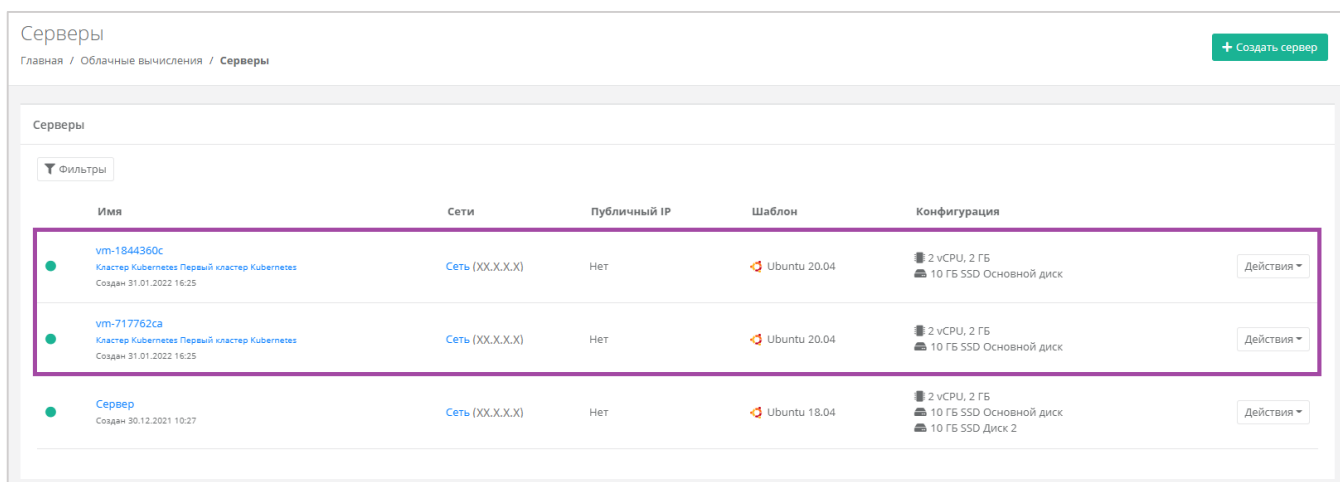 Серверы
Главная / Облачные вычисления / Серверы
+ Создать сервер
Серверы
Фильтры
Имя Сети Публичный IP Шаблон Конфигурация
vm-1844360c
Кластер Kubernetes Первый кластер Kubernetes
Создан 31.01.2022 16:25
Сеть (XX.X.X.X)
Нет
Ubuntu 20.04
2 vCPU, 2 ГБ
10 ГБ SSD Основной диск
Действия
vm-717762ca
Кластер Kubernetes Первый кластер Kubernetes
Создан 31.01.2022 16:25
Сеть (XX.X.X.X)
Нет
Ubuntu 20.04
2 vCPU, 2 ГБ
10 ГБ SSD Основной диск
Действия
Сервер
Создан 30.12.2021 10:27
Сеть (XX.X.X.X)
Нет
Ubuntu 18.04
2 vCPU, 2 ГБ
10 ГБ SSD Основной диск
10 ГБ SSD Диск 2
Действия